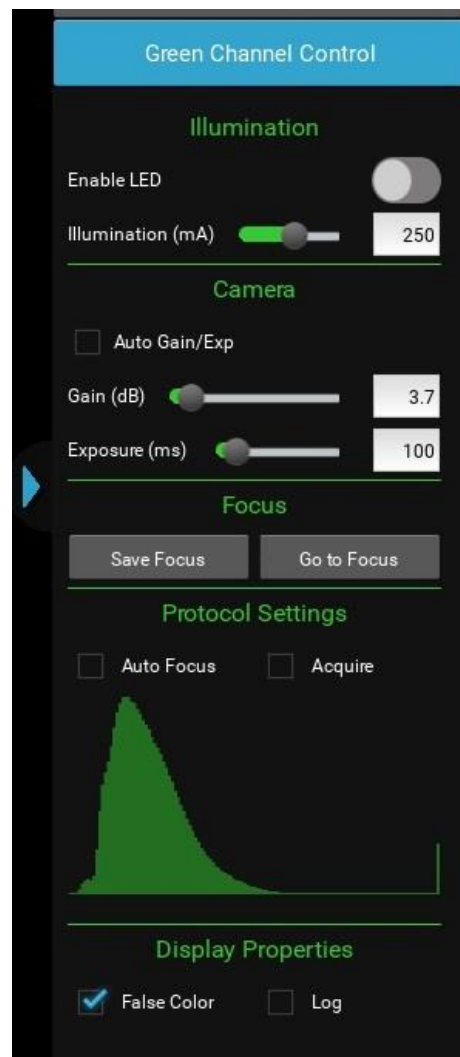 Green Channel Control
Illumination
Enable LED
Illumination (mA) 250
Camera
Auto Gain/Exp
Gain (dB) 3.7
Exposure (ms) 100
Focus
Save Focus Go to Focus
Protocol Settings
Auto Focus Acquire
Display Properties
False Color Log